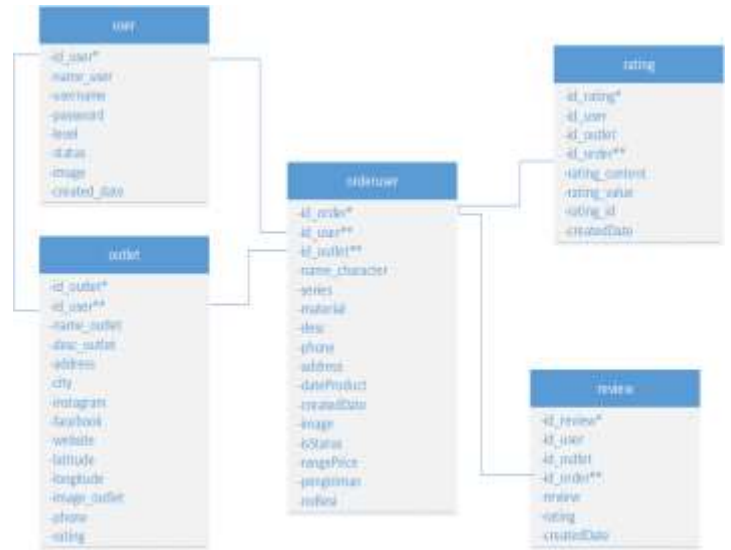 user
-id_user*
-name_user
-username
-password
-level
-status
-image
-created_date
outlet
-id_outlet*
-id_user**
-name_outlet
-desc_outlet
-address
-city
-instagram
-facebook
-website
-latitude
-longitude
-image_outlet
-phone
-rating
orderuser
-id_order*
-id_user**
-id_outlet**
-name_character
-series
-material
-desc
-phone
-address
-dateProduct
-createdDate
-image
-isStatus
-rangePrice
-pengiriman
rating
-id_rating*
-id_user
-id_outlet
-id_order**
-rating_content
-rating_value
-rating_id
-createdDate
review
-id_review*
-id_user
-id_outlet
-id_order**
-review
-rating
-createdDate